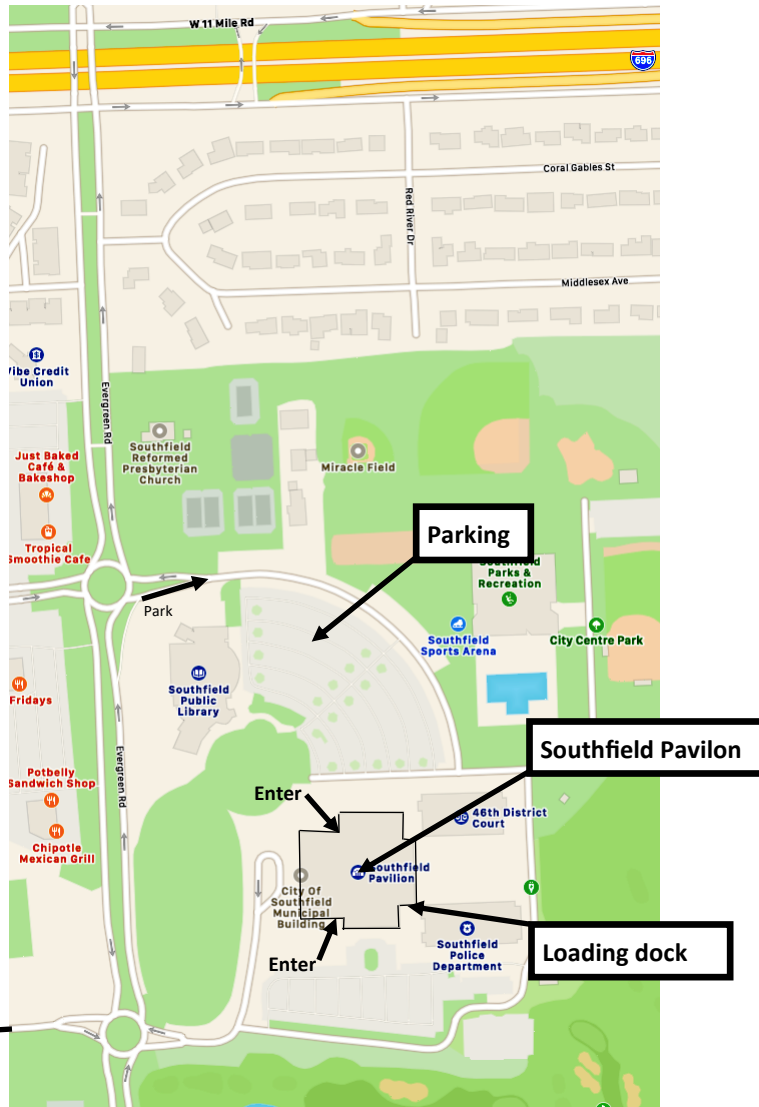 W 11 Mile Rd
696
Coral Gables St
Red River Dr
Middlesex Ave
Vibe Credit
Union
Evergreen Rd
Southfield
Reformed
Presbyterian
Church
Miracle Field
Just Baked
Café &
Bakeshop
Parking
Tropical
Smoothie Cafe
Southfield
Parks &
Recreation
Park
Southfield
Sports Arena
City Centre Park
Southfield
Public
Library
Fridays
Southfield Pavilon
Evergreen Rd
Potbelly
Sandwich Shop
Enter
46th District
Court
Chipotle
Mexican Grill
Southfield
Pavilion
City Of
Southfield
Municipal
Building
Southfield
Police
Department
Loading dock
Enter